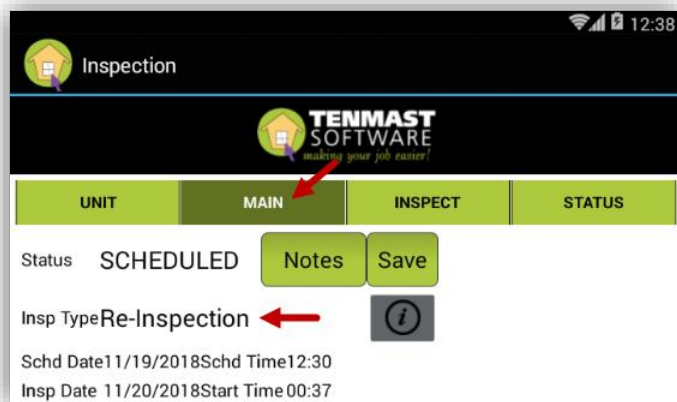 12:38
Inspection
TENMAST
SOFTWARE
making your job easier!
UNIT MAIN INSPECT STATUS
Status SCHEDULED Notes Save
Insp Type Re-Inspection i
Schd Date 11/19/2018 Schd Time 12:30
Insp Date 11/20/2018 Start Time 00:37